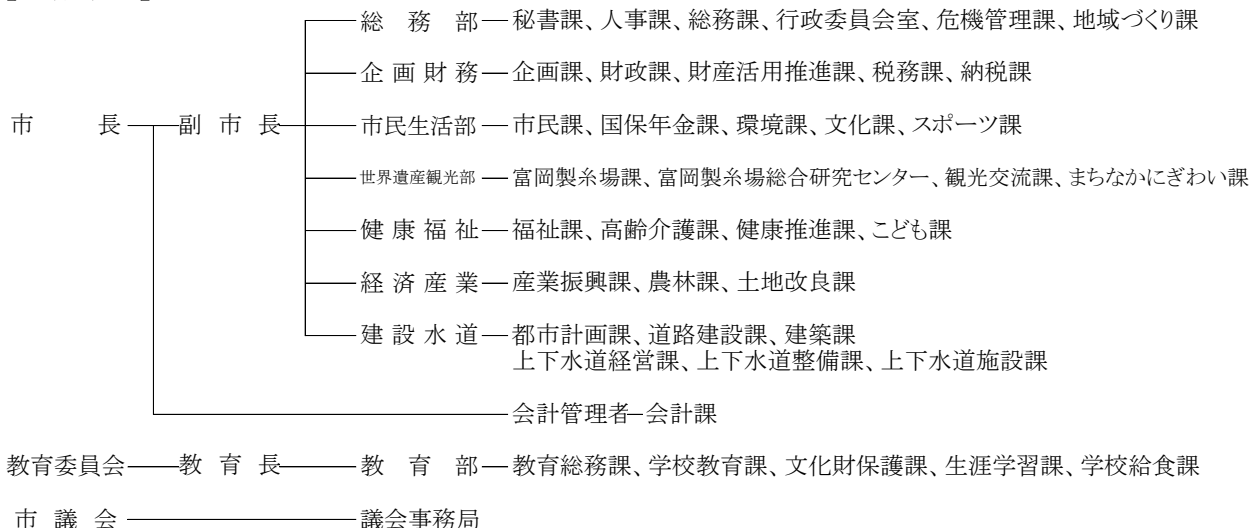 総務部 秘書課、人事課、総務課、行政委員会室、危機管理課、地域づくり課
企画財務 企画課、財政課、財産活用推進課、税務課、納税課
市長 副市長 市民生活部 市民課、国保年金課、環境課、文化課、スポーツ課
世界遺産観光部 富岡製糸場課、富岡製糸場総合研究センター、観光交流課、まちなかにぎわい課
健康福祉 福祉課、高齢介護課、健康推進課、こども課
経済産業 産業振興課、農林課、土地改良課
建設水道 都市計画課、道路建設課、建築課
上下水道経営課、上下水道整備課、上下水道施設課
会計管理者 会計課
教育委員会 教育長 教育部 教育総務課、学校教育課、文化財保護課、生涯学習課、学校給食課
市議会 議会事務局